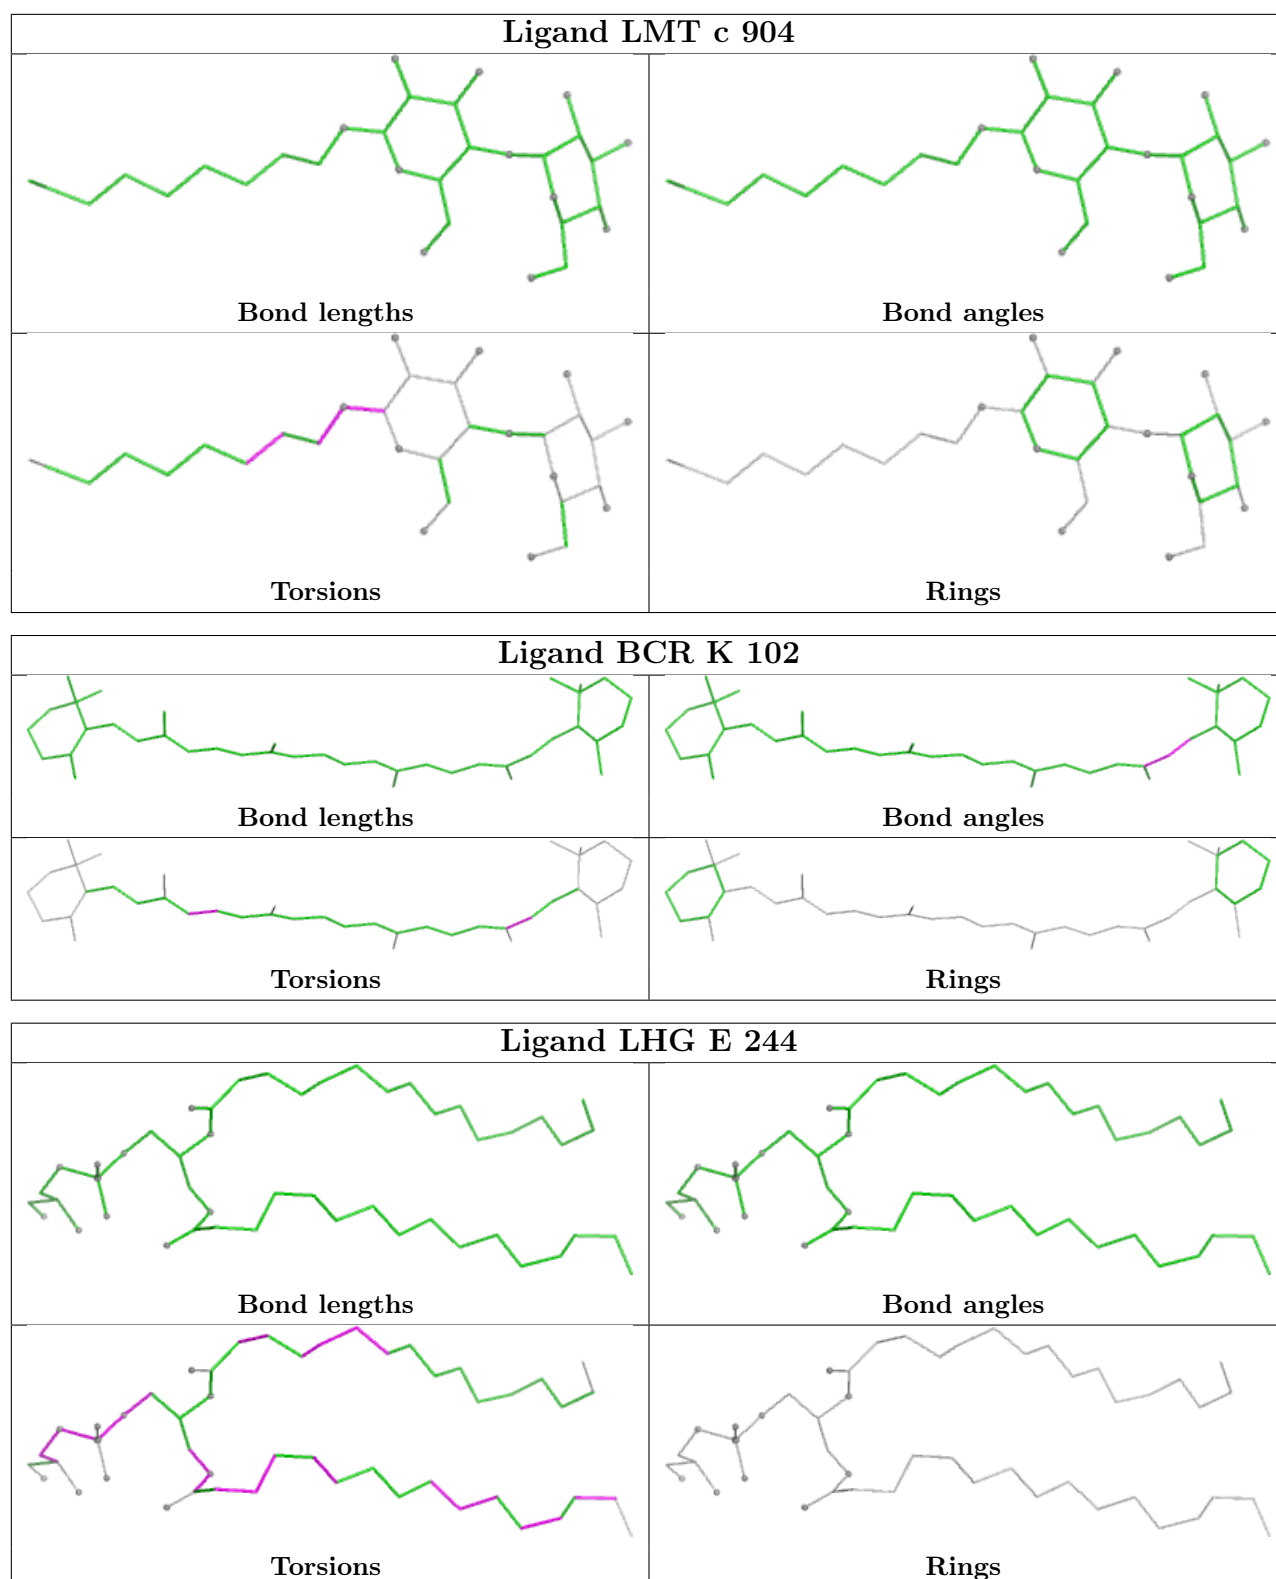 Ligand LMT c 904
Bond lengths
Bond angles
Torsions
Rings
Ligand BCR K 102
Bond lengths
Bond angles
Torsions
Rings
Ligand LHG E 244
Bond lengths
Bond angles
Torsions
Rings